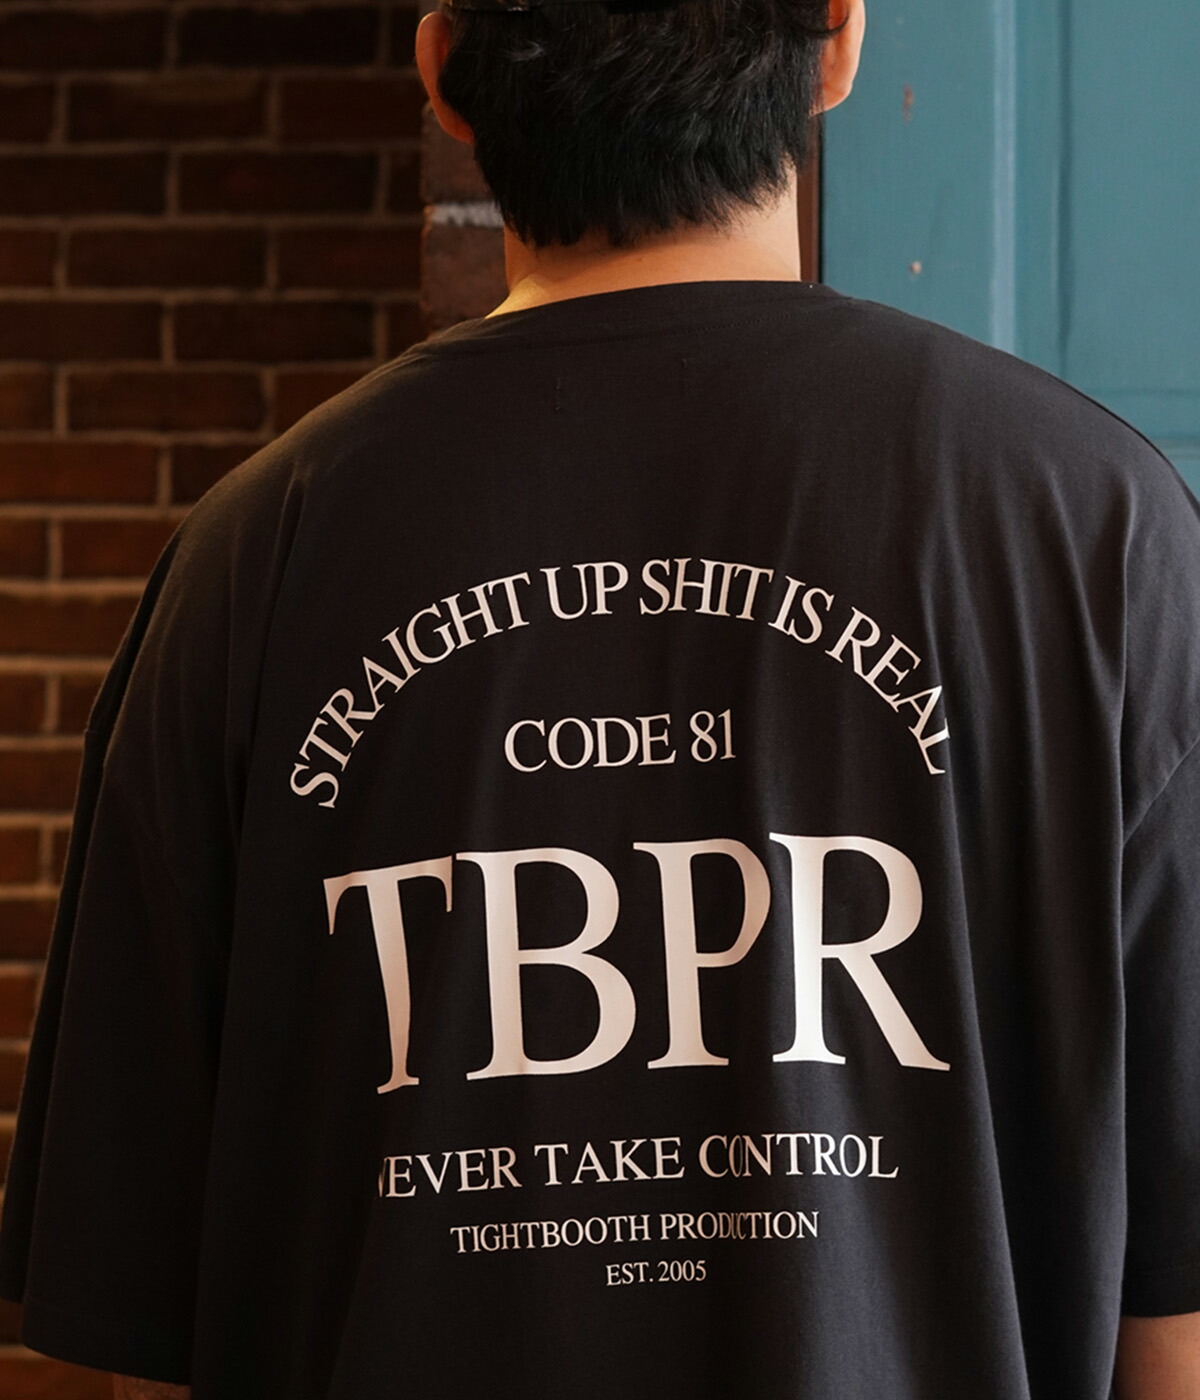 STRAIGHT UP SHIT IS REAL
CODE 81
TBPR
NEVER TAKE CONTROL
TIGHTBOOTH PRODUCTION
EST. 2005